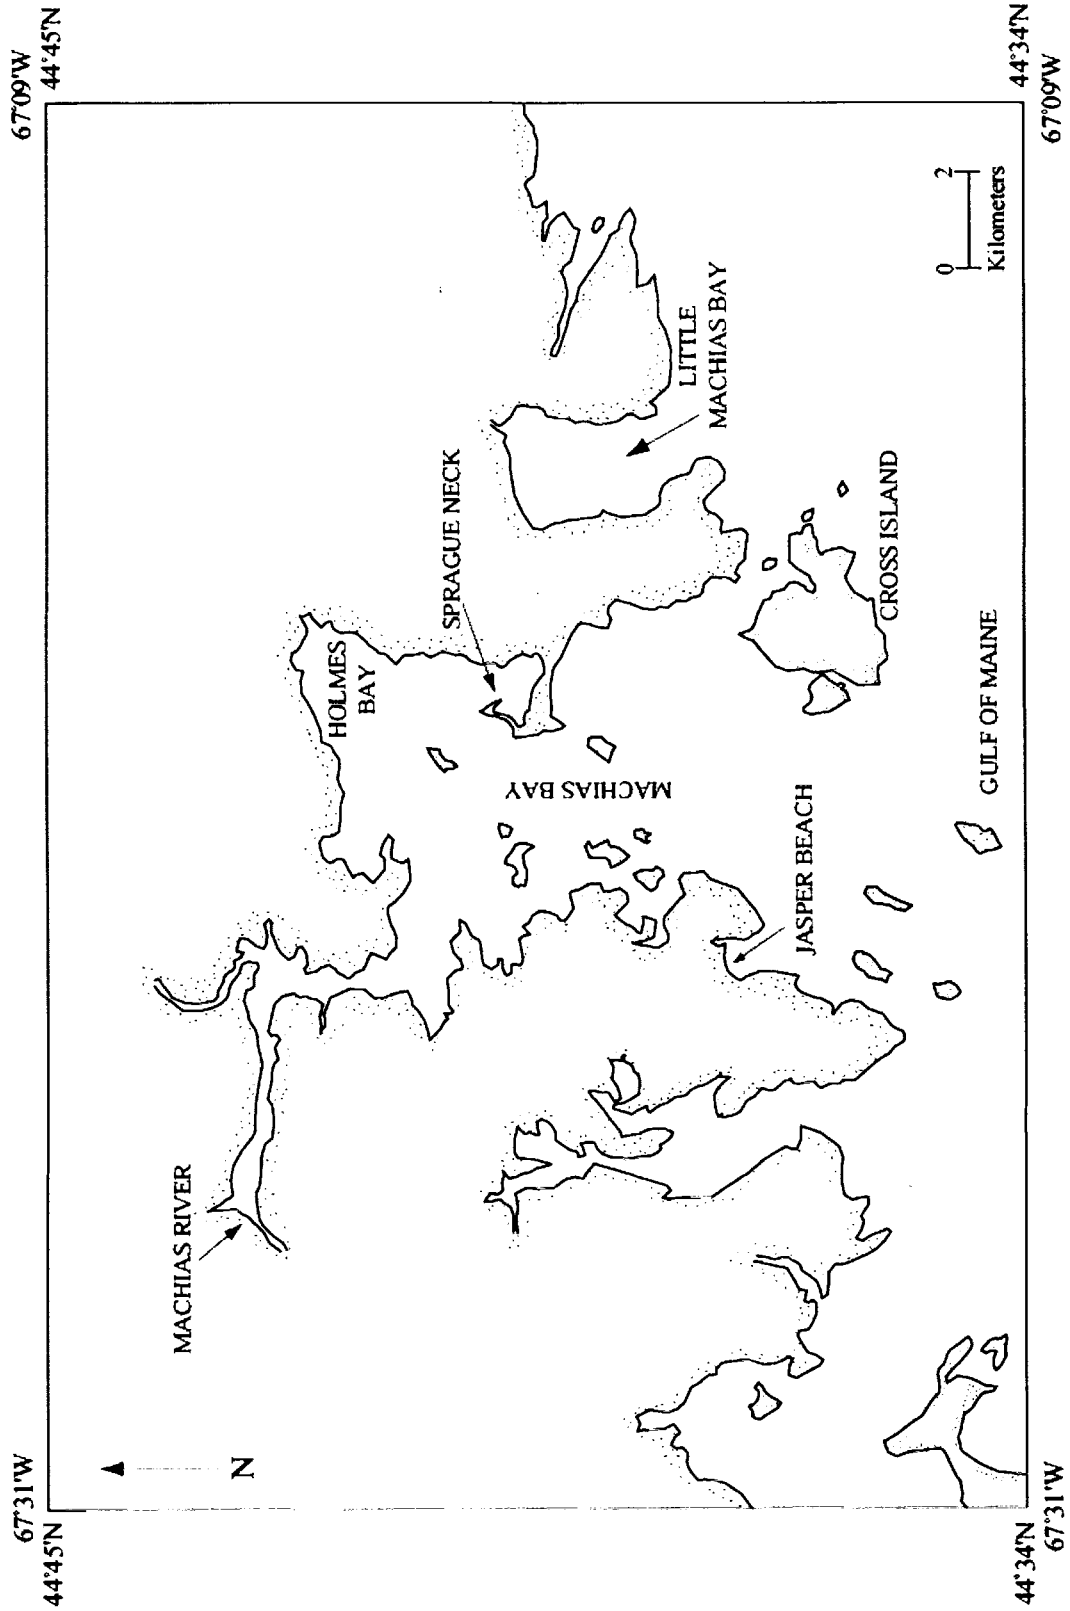 67°31'W
67°09'W
44°45'N
44°45'N
N
MACHIAS RIVER
HOLMES
BAY
SPRAGUE NECK
MACHIAS BAY
LITTLE
MACHIAS BAY
JASPER BEACH
CROSS ISLAND
GULF OF MAINE
0
2
Kilometers
44°34'N
44°34'N
67°31'W
67°09'W